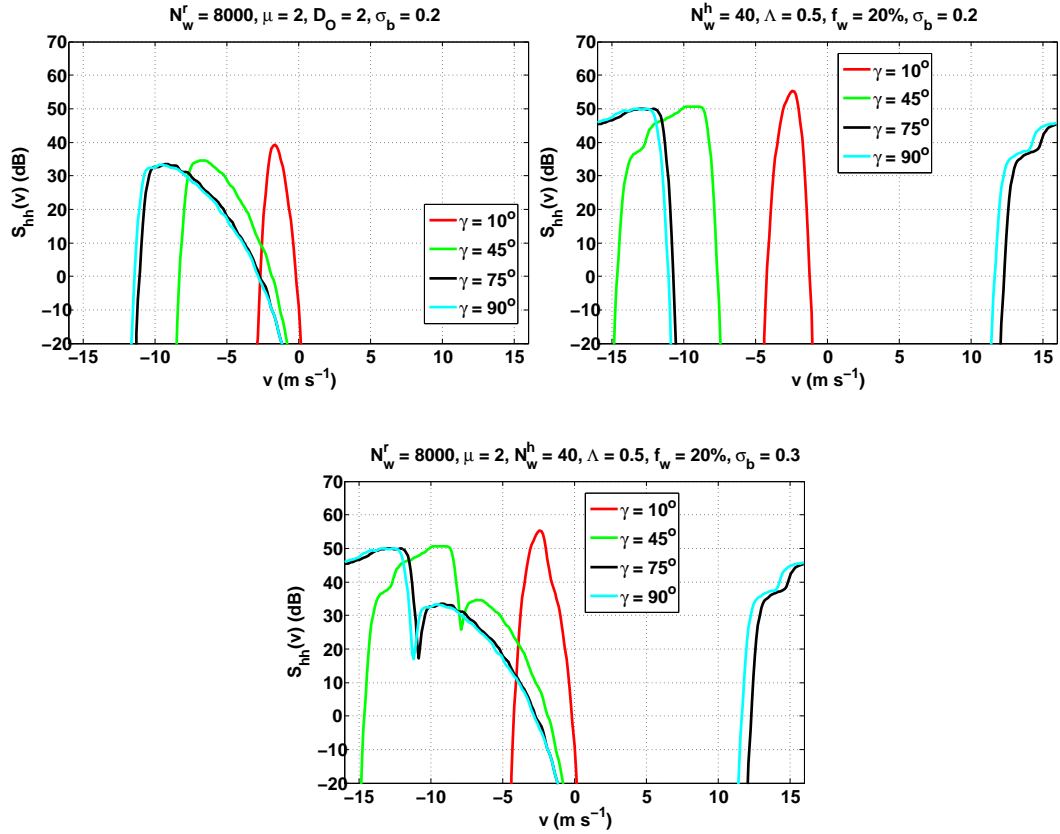 N_w^r = 8000, μ = 2, D_O = 2, σ_b = 0.2
70
60
50
40
30
20
10
0
−10
−20
S_hh(v) (dB)
−15 −10 −5 0 5 10 15
v (m s⁻¹)
γ = 10°
γ = 45°
γ = 75°
γ = 90°
N_w^h = 40, Λ = 0.5, f_w = 20%, σ_b = 0.2
70
60
50
40
30
20
10
0
−10
−20
S_hh(v) (dB)
−15 −10 −5 0 5 10 15
v (m s⁻¹)
γ = 10°
γ = 45°
γ = 75°
γ = 90°
N_w^r = 8000, μ = 2, N_w^h = 40, Λ = 0.5, f_w = 20%, σ_b = 0.3
70
60
50
40
30
20
10
0
−10
−20
S_hh(v) (dB)
−15 −10 −5 0 5 10 15
v (m s⁻¹)
γ = 10°
γ = 45°
γ = 75°
γ = 90°